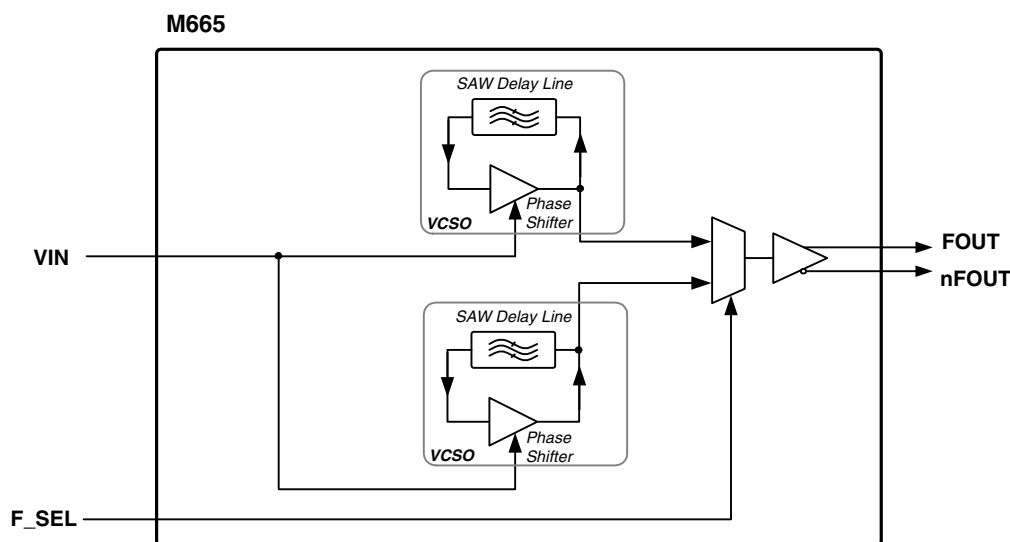 M665
SAW Delay Line
Phase
Shifter
VCSO
VIN
FOUT
nFOUT
SAW Delay Line
Phase
Shifter
VCSO
F_SEL